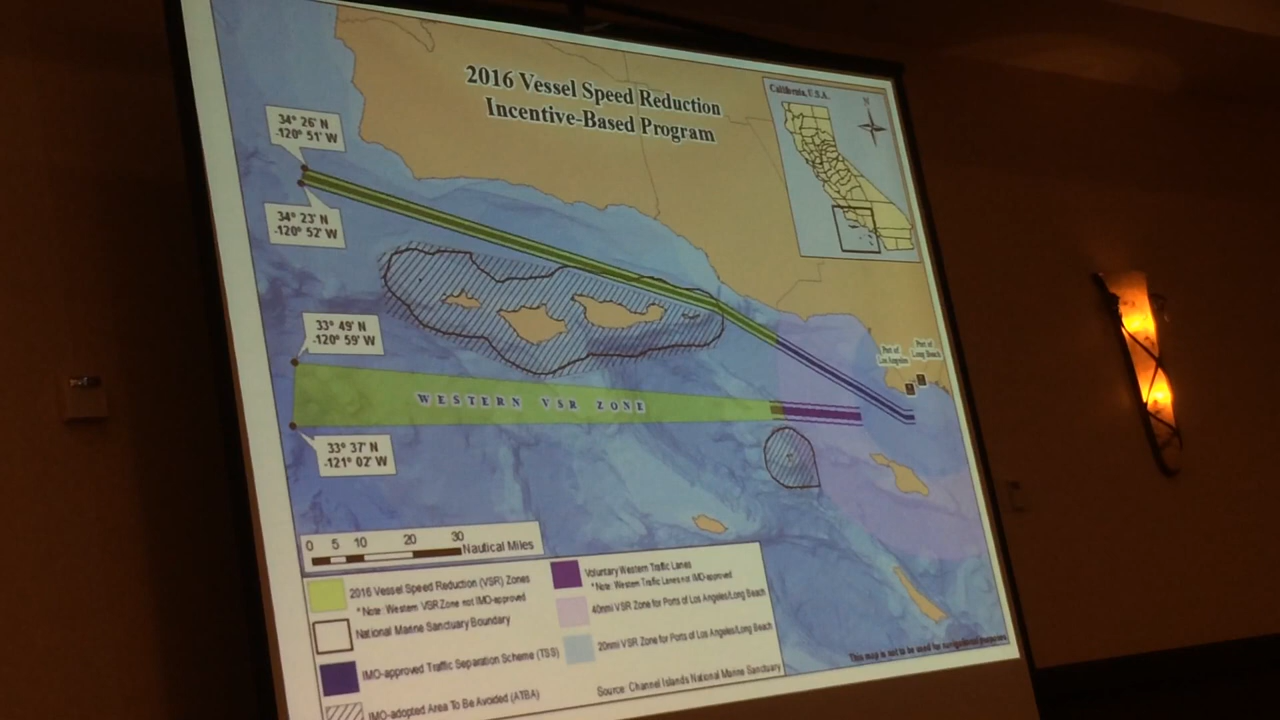 2016 Vessel Speed Reduction
Incentive-Based Program
California, U.S.A.
N
34° 26' N
-120° 51' W
34° 23' N
-120° 52' W
33° 49' N
-120° 59' W
33° 37' N
-121° 02' W
WESTERN VSR ZONE
Port of
Los Angeles
Port of
Long Beach
0 5 10 20 30
Nautical Miles
2016 Vessel Speed Reduction (VSR) Zones
* Note: Western VSR Zone not IMO-approved
National Marine Sanctuary Boundary
IMO-approved Traffic Separation Scheme (TSS)
IMO-adopted Area To Be Avoided (ATBA)
Voluntary Western Traffic Lanes
* Note: Western Traffic Lanes not IMO-approved
40nmi VSR Zone for Ports of Los Angeles/Long Beach
20nmi VSR Zone for Ports of Los Angeles/Long Beach
Source: Channel Islands National Marine Sanctuary
This map is not to be used for navigational purposes